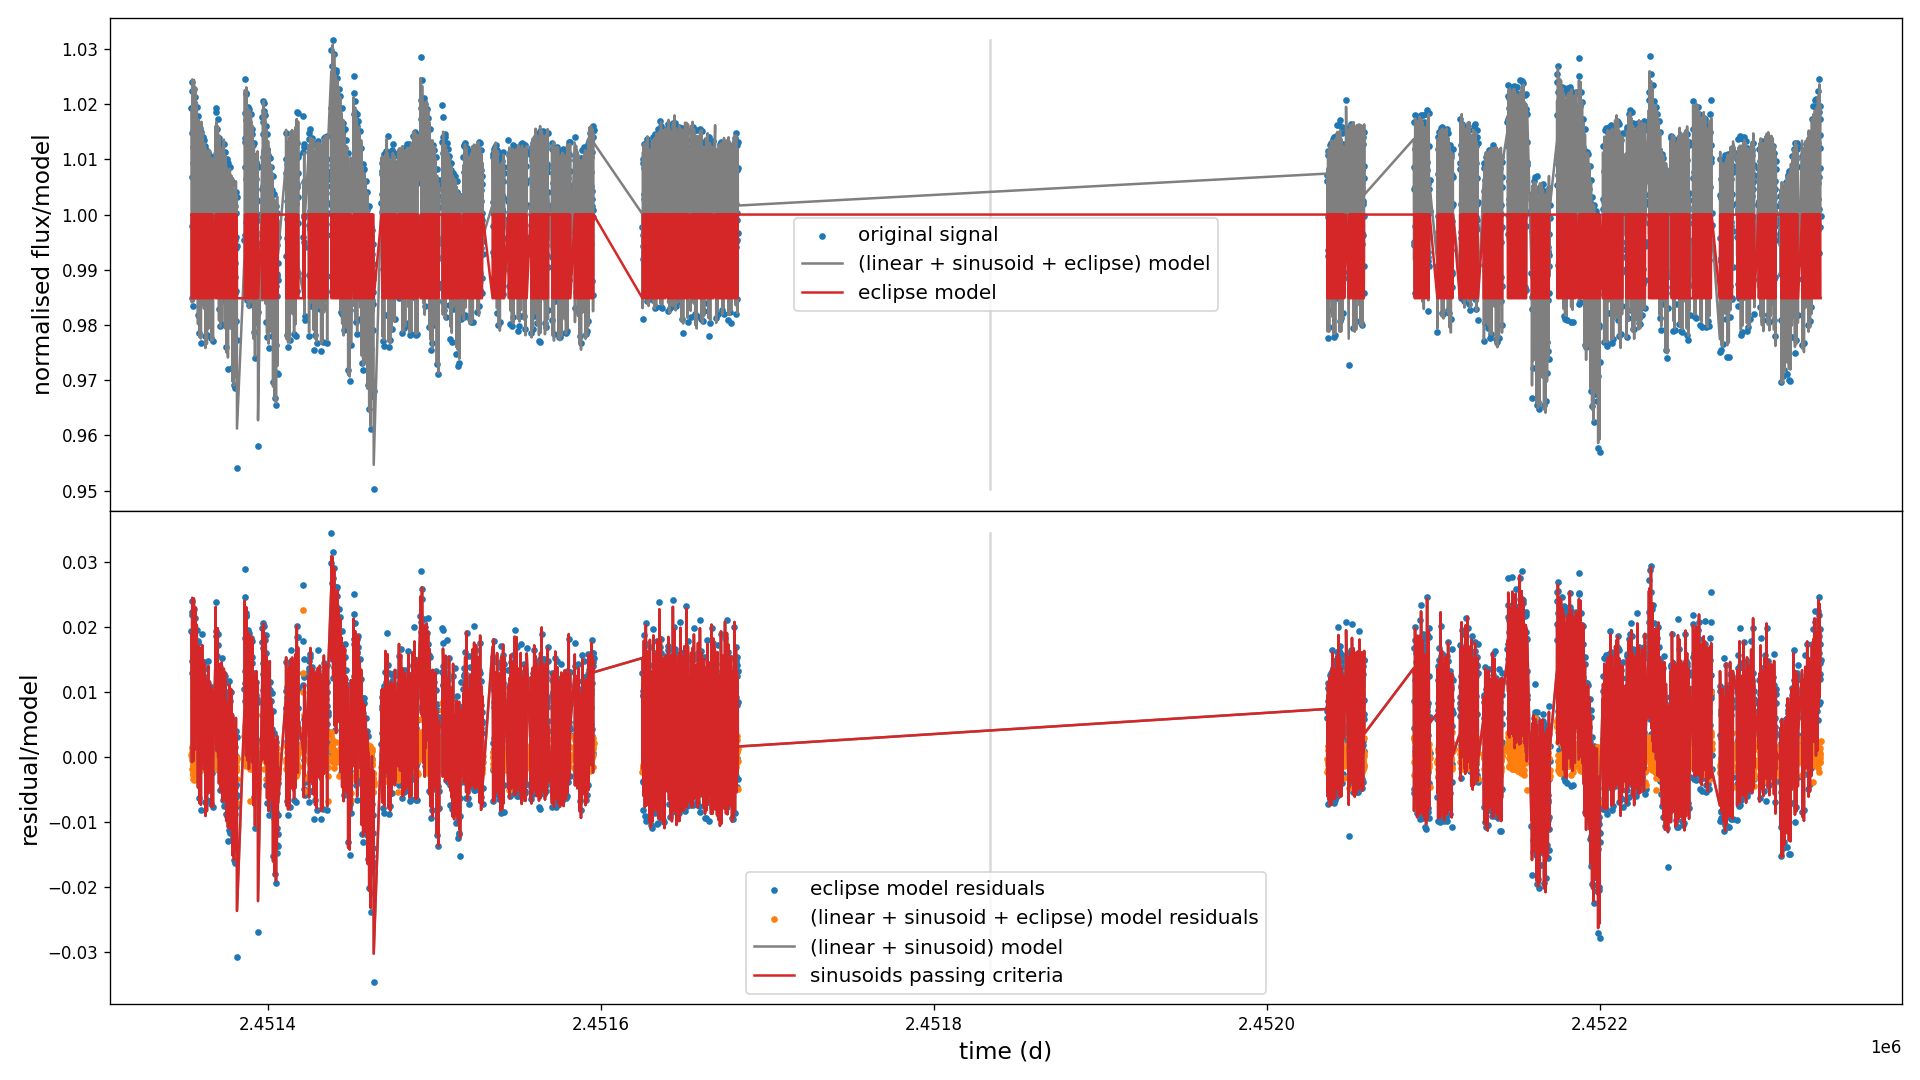 1.03
1.02
1.01
1.00
0.99
0.98
0.97
0.96
0.95
normalised flux/model
original signal
(linear + sinusoid + eclipse) model
eclipse model
0.03
0.02
0.01
0.00
−0.01
−0.02
−0.03
residual/model
eclipse model residuals
(linear + sinusoid + eclipse) model residuals
(linear + sinusoid) model
sinusoids passing criteria
2.4514 2.4516 2.4518 2.4520 2.4522
1e6
time (d)